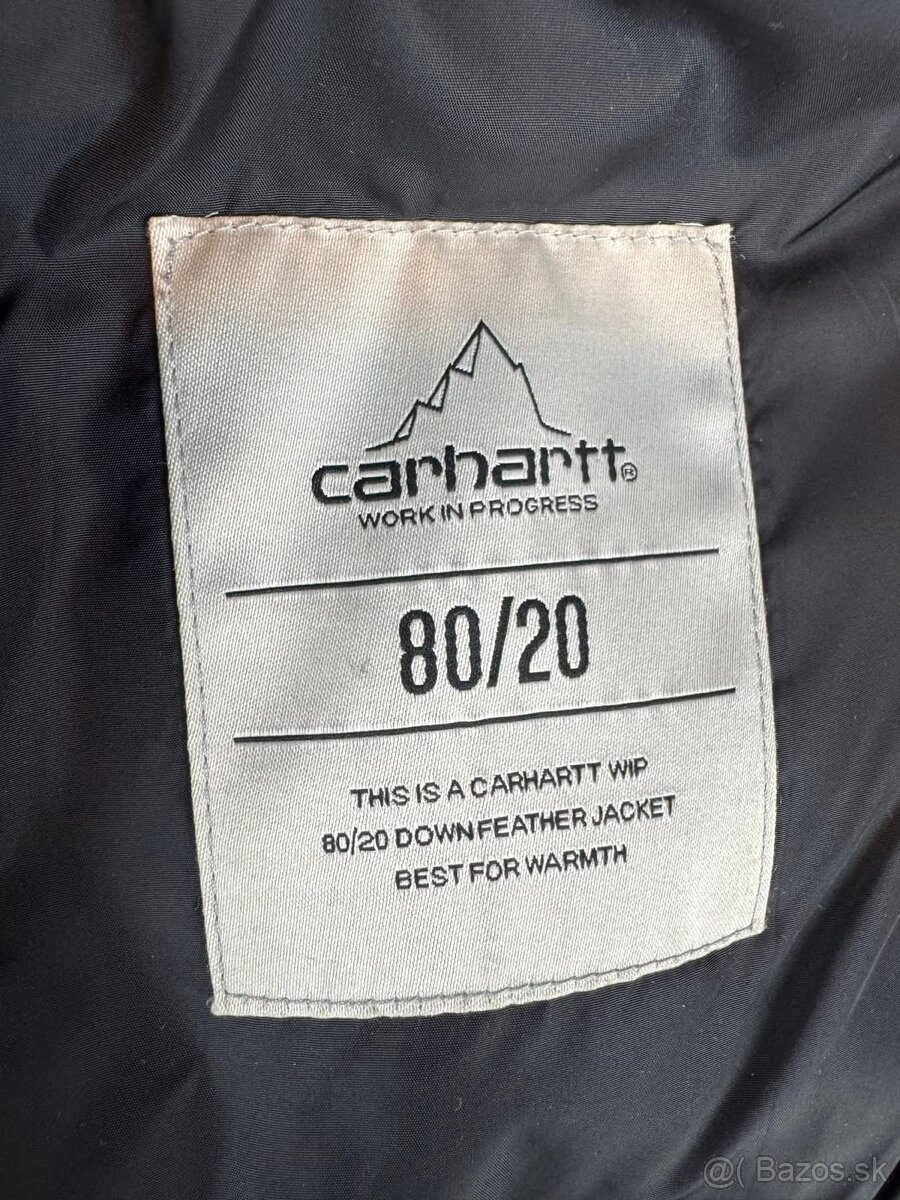 carhartt®
WORK IN PROGRESS
80/20
THIS IS A CARHARTT WIP
80/20 DOWN FEATHER JACKET
BEST FOR WARMTH
@( Bazos.sk